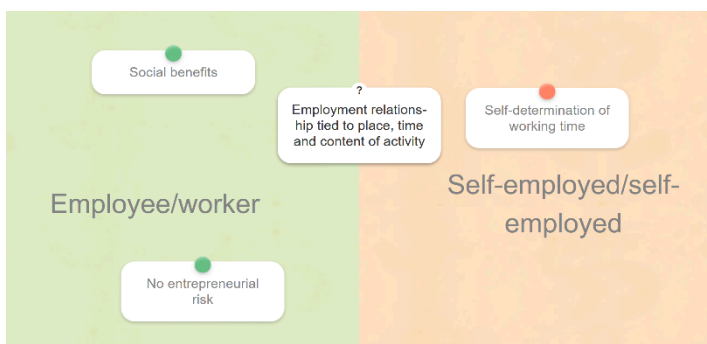 Social benefits
?
Employment relations-
hip tied to place, time
and content of activity
Self-determination of
working time
Employee/worker
Self-employed/self-
employed
No entrepreneurial
risk